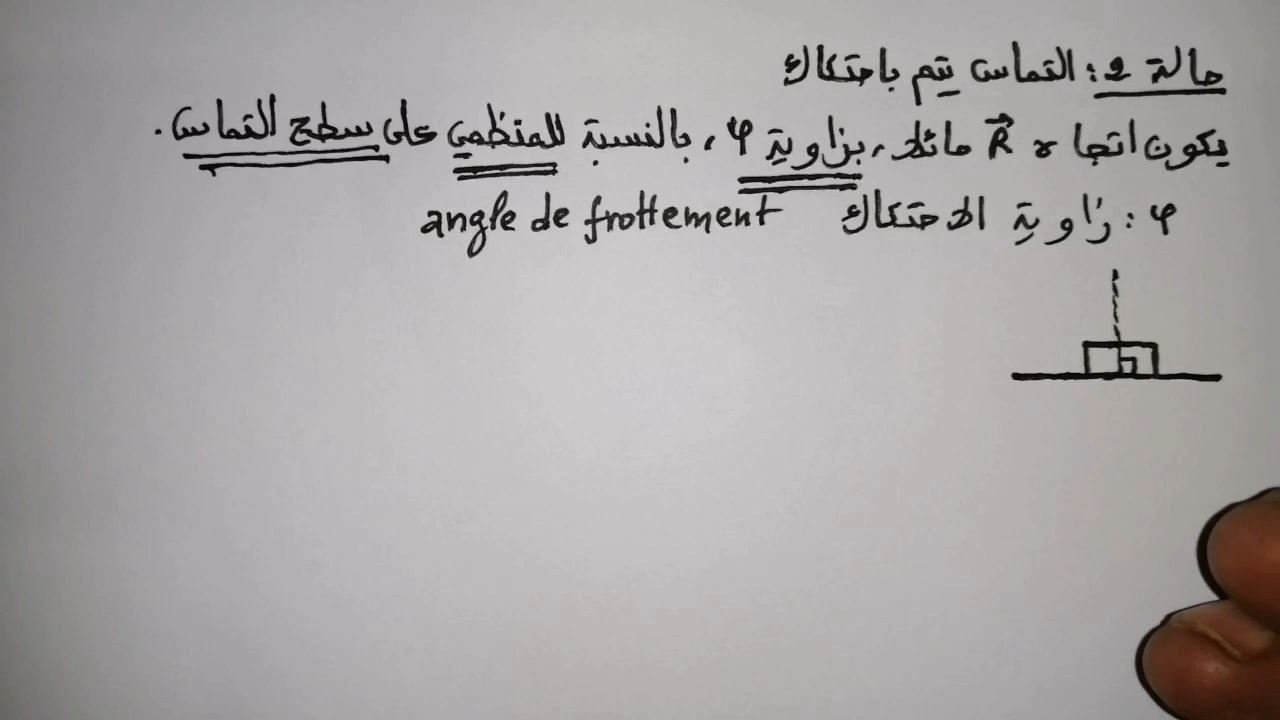 حالة 2: التماس يتم باحتكاك
يكون اتجاه R⃗ مائلا، بزاوية φ، بالنسبة للمنظمي على سطح التماس.
φ: زاوية الاحتكاك angle de frottement